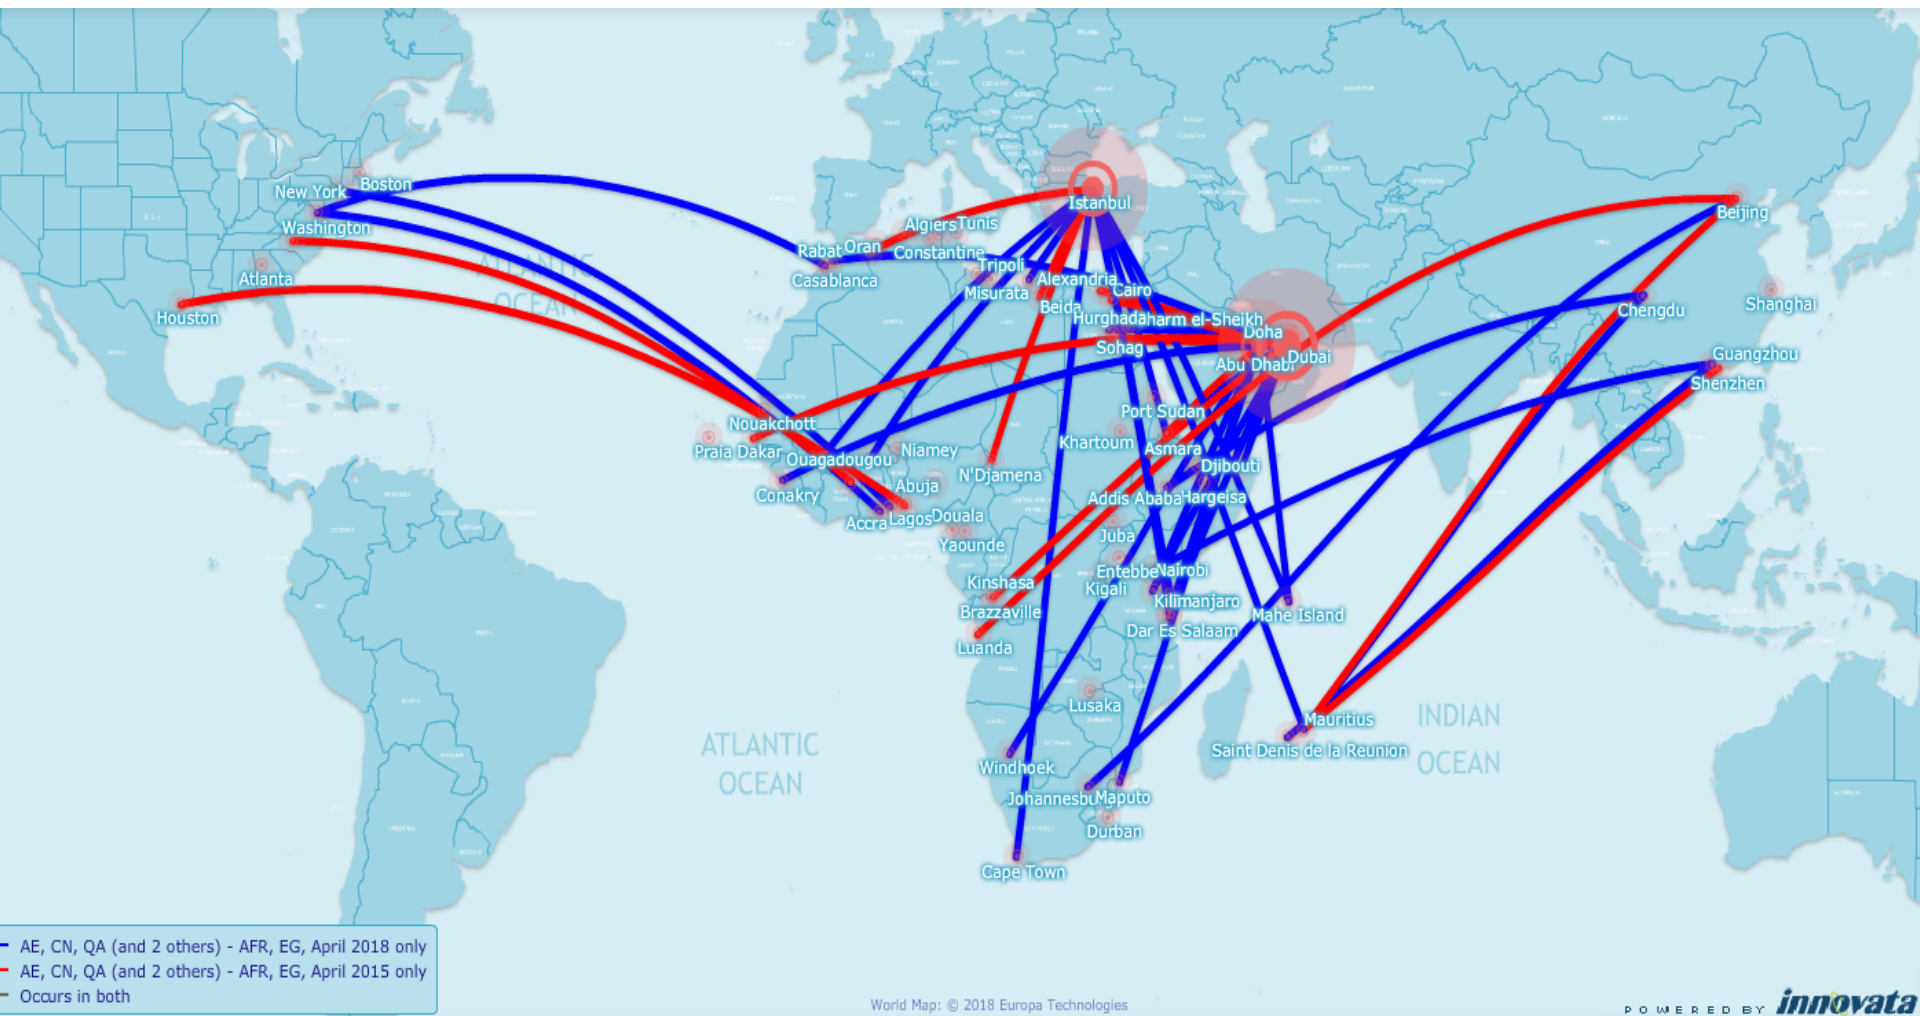 Boston
New York
Washington
Atlanta
Houston
ATLANTIC
OCEAN
Istanbul
Algiers
Tunis
Rabat
Oran
Constantine
Casablanca
Tripoli
Misurata
Alexandria
Cairo
Beida
Hurghada
harm el-Sheikh
Sohag
Doha
Abu Dhabi
Dubai
Beijing
Chengdu
Shanghai
Guangzhou
Shenzhen
Nouakchott
Praia
Dakar
Ouagadougou
Niamey
Conakry
Abuja
Accra
Lagos
Douala
Yaounde
N'Djamena
Port Sudan
Khartoum
Asmara
Djibouti
Addis Ababa
Hargeisa
Juba
Entebbe
Nairobi
Kigali
Kilimanjaro
Dar Es Salaam
Mahe Island
Kinshasa
Brazzaville
Luanda
Lusaka
Mauritius
Saint Denis de la Reunion
INDIAN
OCEAN
ATLANTIC
OCEAN
Windhoek
Johannesbu
Maputo
Durban
Cape Town
AE, CN, QA (and 2 others) - AFR, EG, April 2018 only
AE, CN, QA (and 2 others) - AFR, EG, April 2015 only
Occurs in both
World Map: © 2018 Europa Technologies
POWERED BY innovata